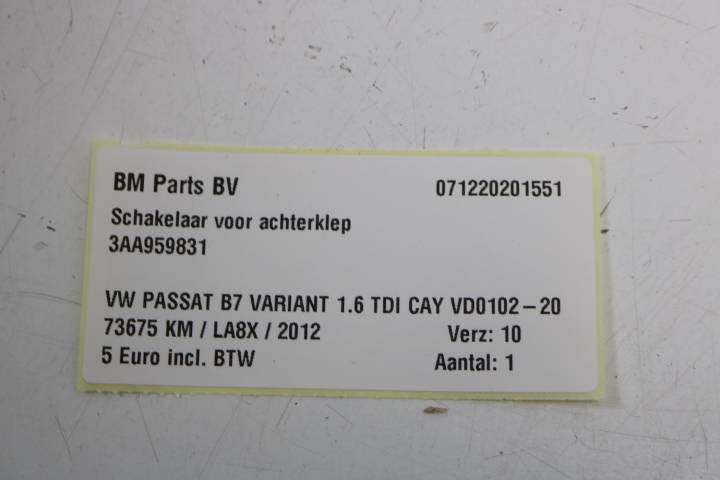 BM Parts BV 071220201551
Schakelaar voor achterklep
3AA959831
VW PASSAT B7 VARIANT 1.6 TDI CAY VD0102-20
73675 KM / LA8X / 2012 Verz: 10
5 Euro incl. BTW Aantal: 1